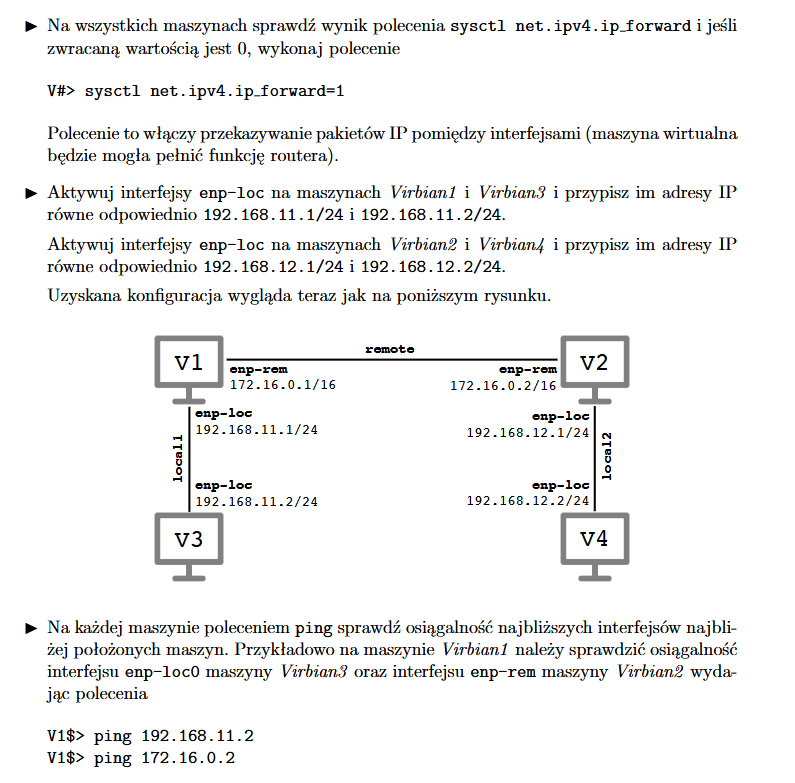 ► Na wszystkich maszynach sprawdź wynik polecenia sysctl net.ipv4.ip_forward i jeśli
zwracaną wartością jest 0, wykonaj polecenie
V#> sysctl net.ipv4.ip_forward=1
Polecenie to włączy przekazywanie pakietów IP pomiędzy interfejsami (maszyna wirtualna
będzie mogła pełnić funkcję routera).
► Aktywuj interfejsy enp-loc na maszynach Virbian1 i Virbian3 i przypisz im adresy IP
równe odpowiednio 192.168.11.1/24 i 192.168.11.2/24.
Aktywuj interfejsy enp-loc na maszynach Virbian2 i Virbian4 i przypisz im adresy IP
równe odpowiednio 192.168.12.1/24 i 192.168.12.2/24.
Uzyskana konfiguracja wygląda teraz jak na poniższym rysunku.
V1
remote
V2
enp-rem
172.16.0.1/16
enp-rem
172.16.0.2/16
enp-loc
192.168.11.1/24
enp-loc
192.168.12.1/24
local1
local2
enp-loc
192.168.11.2/24
enp-loc
192.168.12.2/24
V3
V4
► Na każdej maszynie poleceniem ping sprawdź osiągalność najbliższych interfejsów najbli-
żej położonych maszyn. Przykładowo na maszynie Virbian1 należy sprawdzić osiągalność
interfejsu enp-loc0 maszyny Virbian3 oraz interfejsu enp-rem maszyny Virbian2 wyda-
jąc polecenia
V1$> ping 192.168.11.2
V1$> ping 172.16.0.2